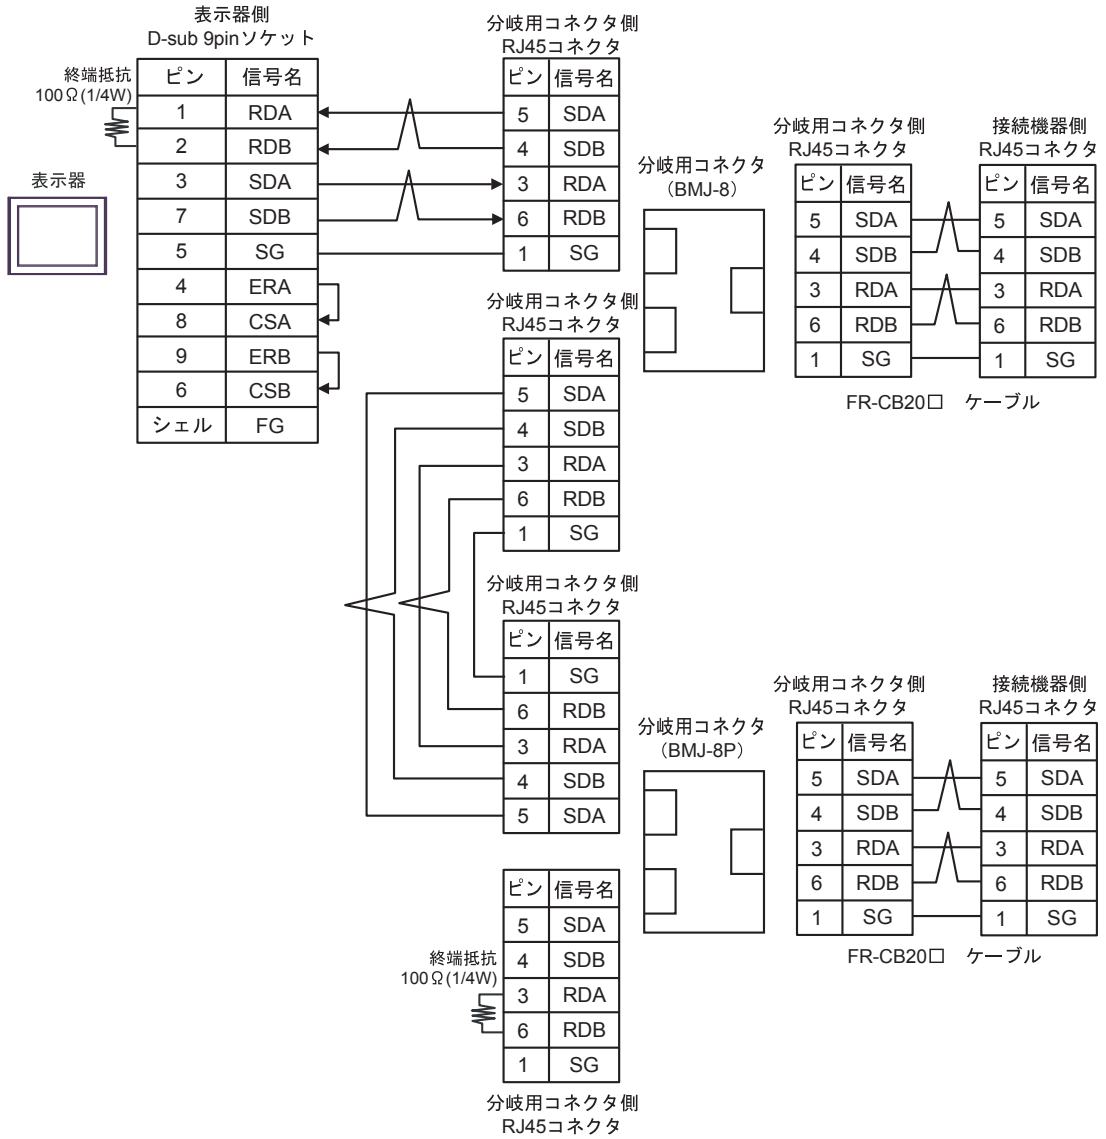 表示器側
D-sub 9pinソケット
終端抵抗
100Ω(1/4W)
ピン 信号名
1 RDA
2 RDB
3 SDA
7 SDB
5 SG
4 ERA
8 CSA
9 ERB
6 CSB
シェル FG
表示器
分岐用コネクタ側
RJ45コネクタ
ピン 信号名
5 SDA
4 SDB
3 RDA
6 RDB
1 SG
分岐用コネクタ
（BMJ-8）
分岐用コネクタ側
RJ45コネクタ
ピン 信号名
5 SDA
4 SDB
3 RDA
6 RDB
1 SG
接続機器側
RJ45コネクタ
ピン 信号名
5 SDA
4 SDB
3 RDA
6 RDB
1 SG
FR-CB20□ ケーブル
分岐用コネクタ側
RJ45コネクタ
ピン 信号名
5 SDA
4 SDB
3 RDA
6 RDB
1 SG
分岐用コネクタ側
RJ45コネクタ
ピン 信号名
1 SG
6 RDB
3 RDA
4 SDB
5 SDA
分岐用コネクタ
（BMJ-8P）
分岐用コネクタ側
RJ45コネクタ
ピン 信号名
5 SDA
4 SDB
3 RDA
6 RDB
1 SG
接続機器側
RJ45コネクタ
ピン 信号名
5 SDA
4 SDB
3 RDA
6 RDB
1 SG
FR-CB20□ ケーブル
終端抵抗
100Ω(1/4W)
ピン 信号名
5 SDA
4 SDB
3 RDA
6 RDB
1 SG
分岐用コネクタ側
RJ45コネクタ